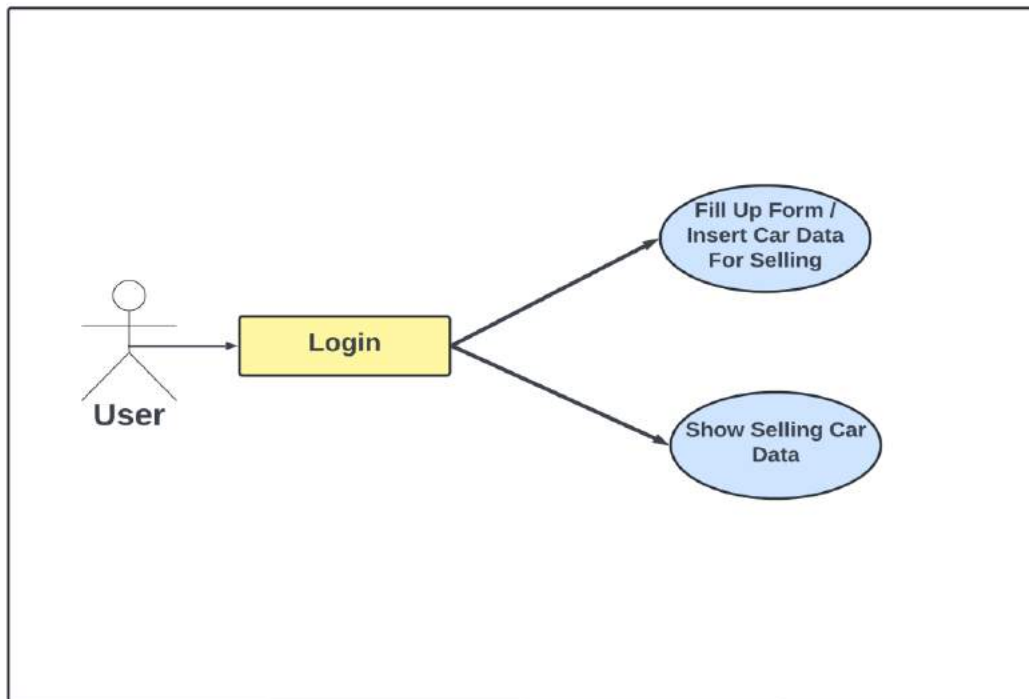 Fill Up Form /
Insert Car Data
For Selling
Login
User
Show Selling Car
Data